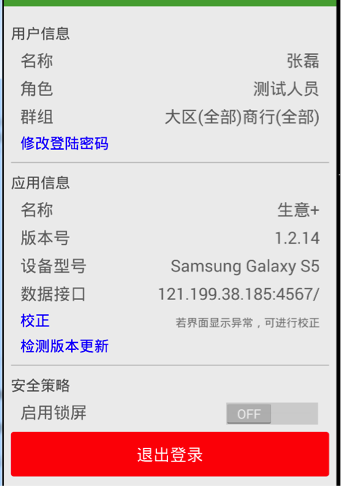 用户信息
名称 张磊
角色 测试人员
群组 大区(全部)商行(全部)
修改登陆密码
应用信息
名称 生意+
版本号 1.2.14
设备型号 Samsung Galaxy S5
数据接口 121.199.38.185:4567/
校正 若界面显示异常，可进行校正
检测版本更新
安全策略
启用锁屏 OFF
退出登录